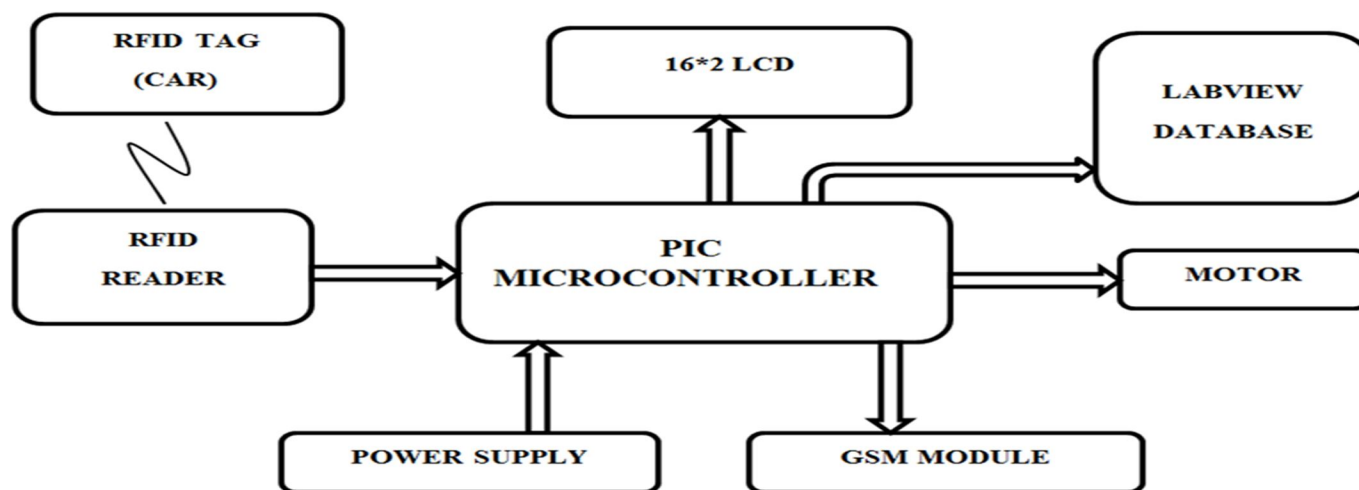 RFID TAG
(CAR)
16*2 LCD
LABVIEW
DATABASE
RFID
READER
PIC
MICROCONTROLLER
MOTOR
POWER SUPPLY
GSM MODULE